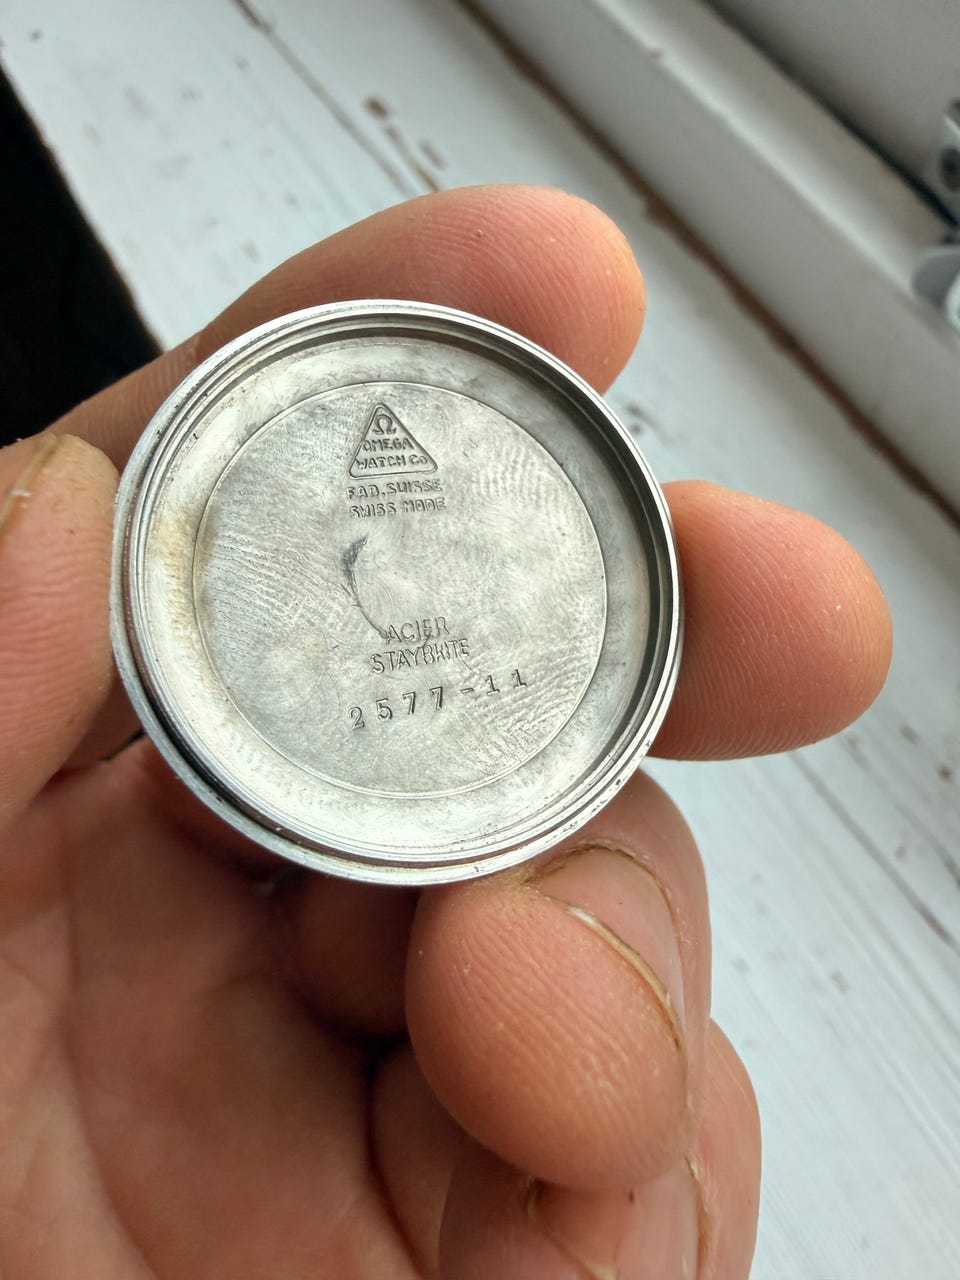 Ω
OMEGA
WATCH Co
FAB. SUISSE
SWISS MADE
ACIER
STAYBRITE
2577-11